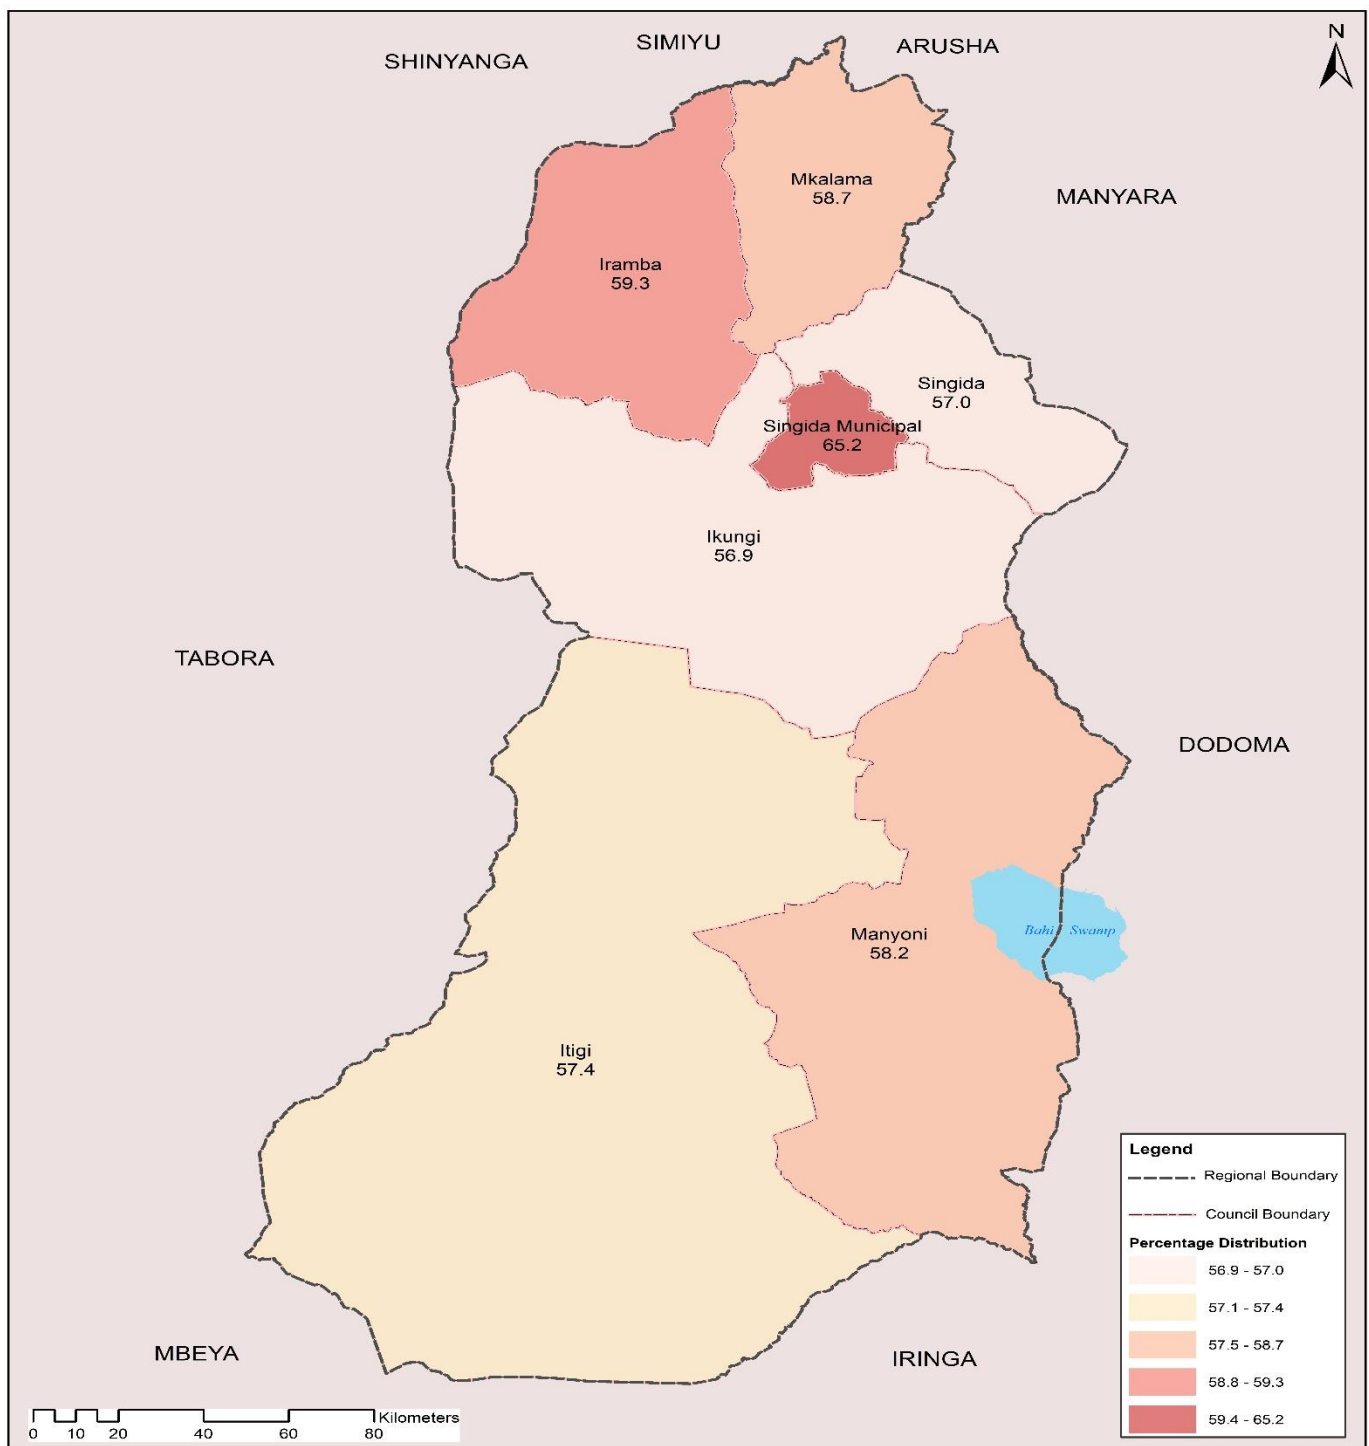 SIMIYU
ARUSHA
SHINYANGA
N
Mkalama
58.7
MANYARA
Iramba
59.3
Singida
57.0
Singida Municipal
65.2
Ikungi
56.9
TABORA
DODOMA
Manyoni
58.2
Bahi Swamp
Itigi
57.4
MBEYA
IRINGA
Legend
Regional Boundary
Council Boundary
Percentage Distribution
56.9 - 57.0
57.1 - 57.4
57.5 - 58.7
58.8 - 59.3
59.4 - 65.2
Kilometers
0 10 20 40 60 80